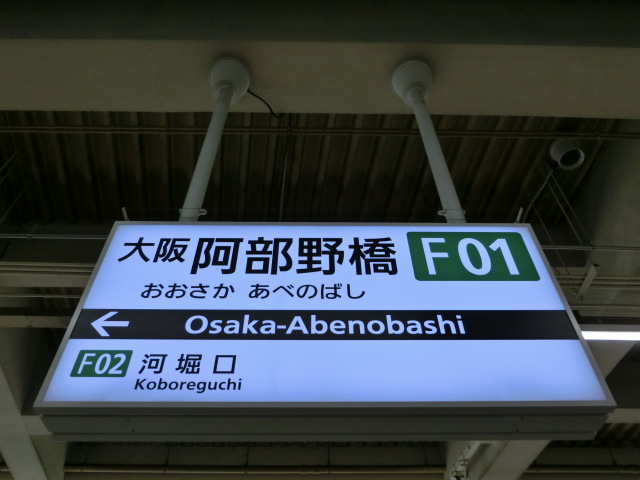 大阪 阿部野橋 F01
おおさか あべのばし
← Osaka-Abenobashi
F02 河堀口
Koboreguchi